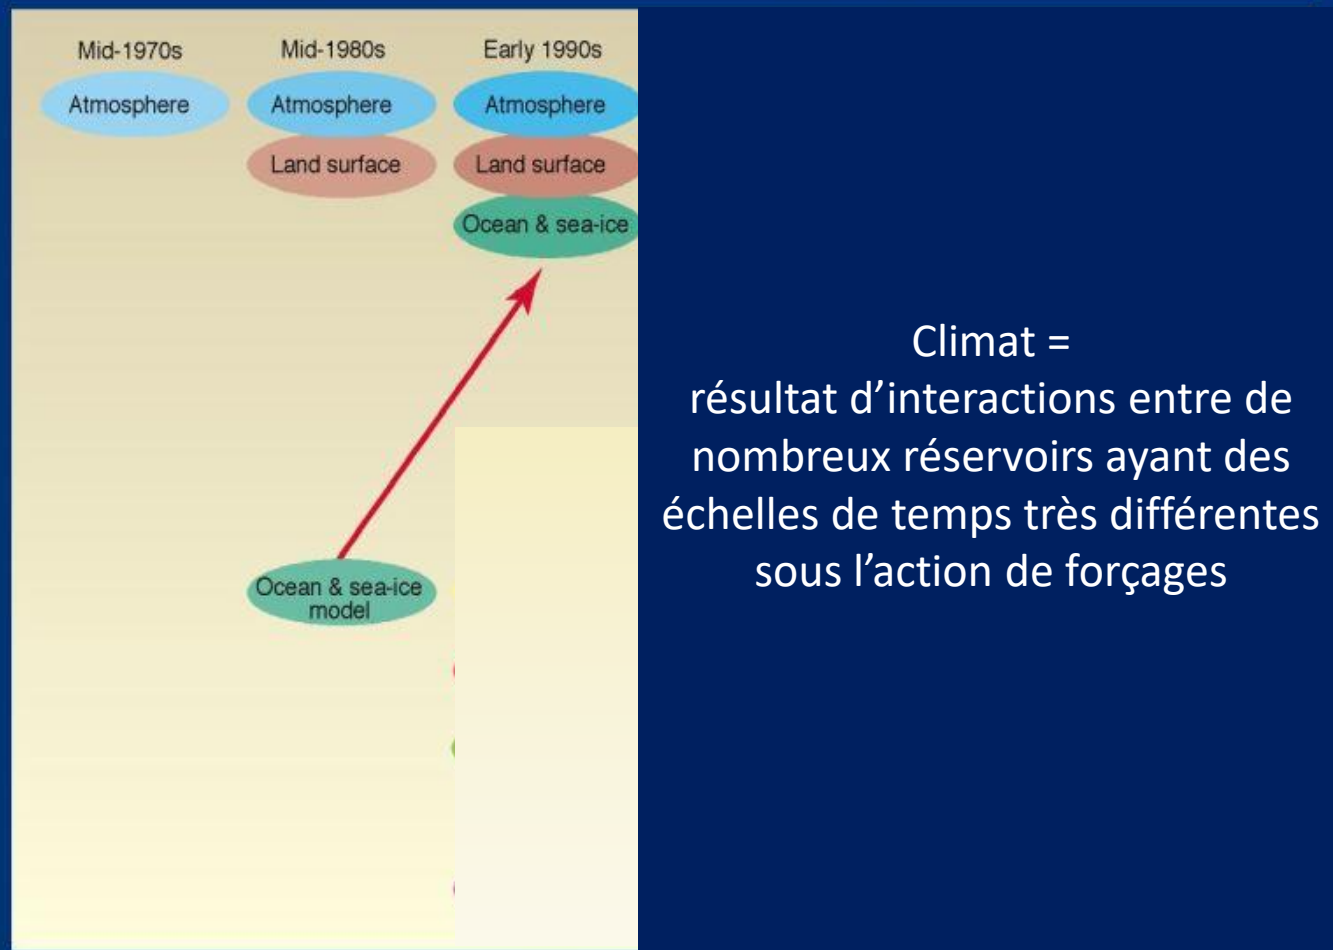 Mid-1970s
Mid-1980s
Early 1990s
Atmosphere
Atmosphere
Atmosphere
Land surface
Land surface
Ocean & sea-ice
Ocean & sea-ice
model
Climat =
résultat d’interactions entre de
nombreux réservoirs ayant des
échelles de temps très différentes
sous l’action de forçages